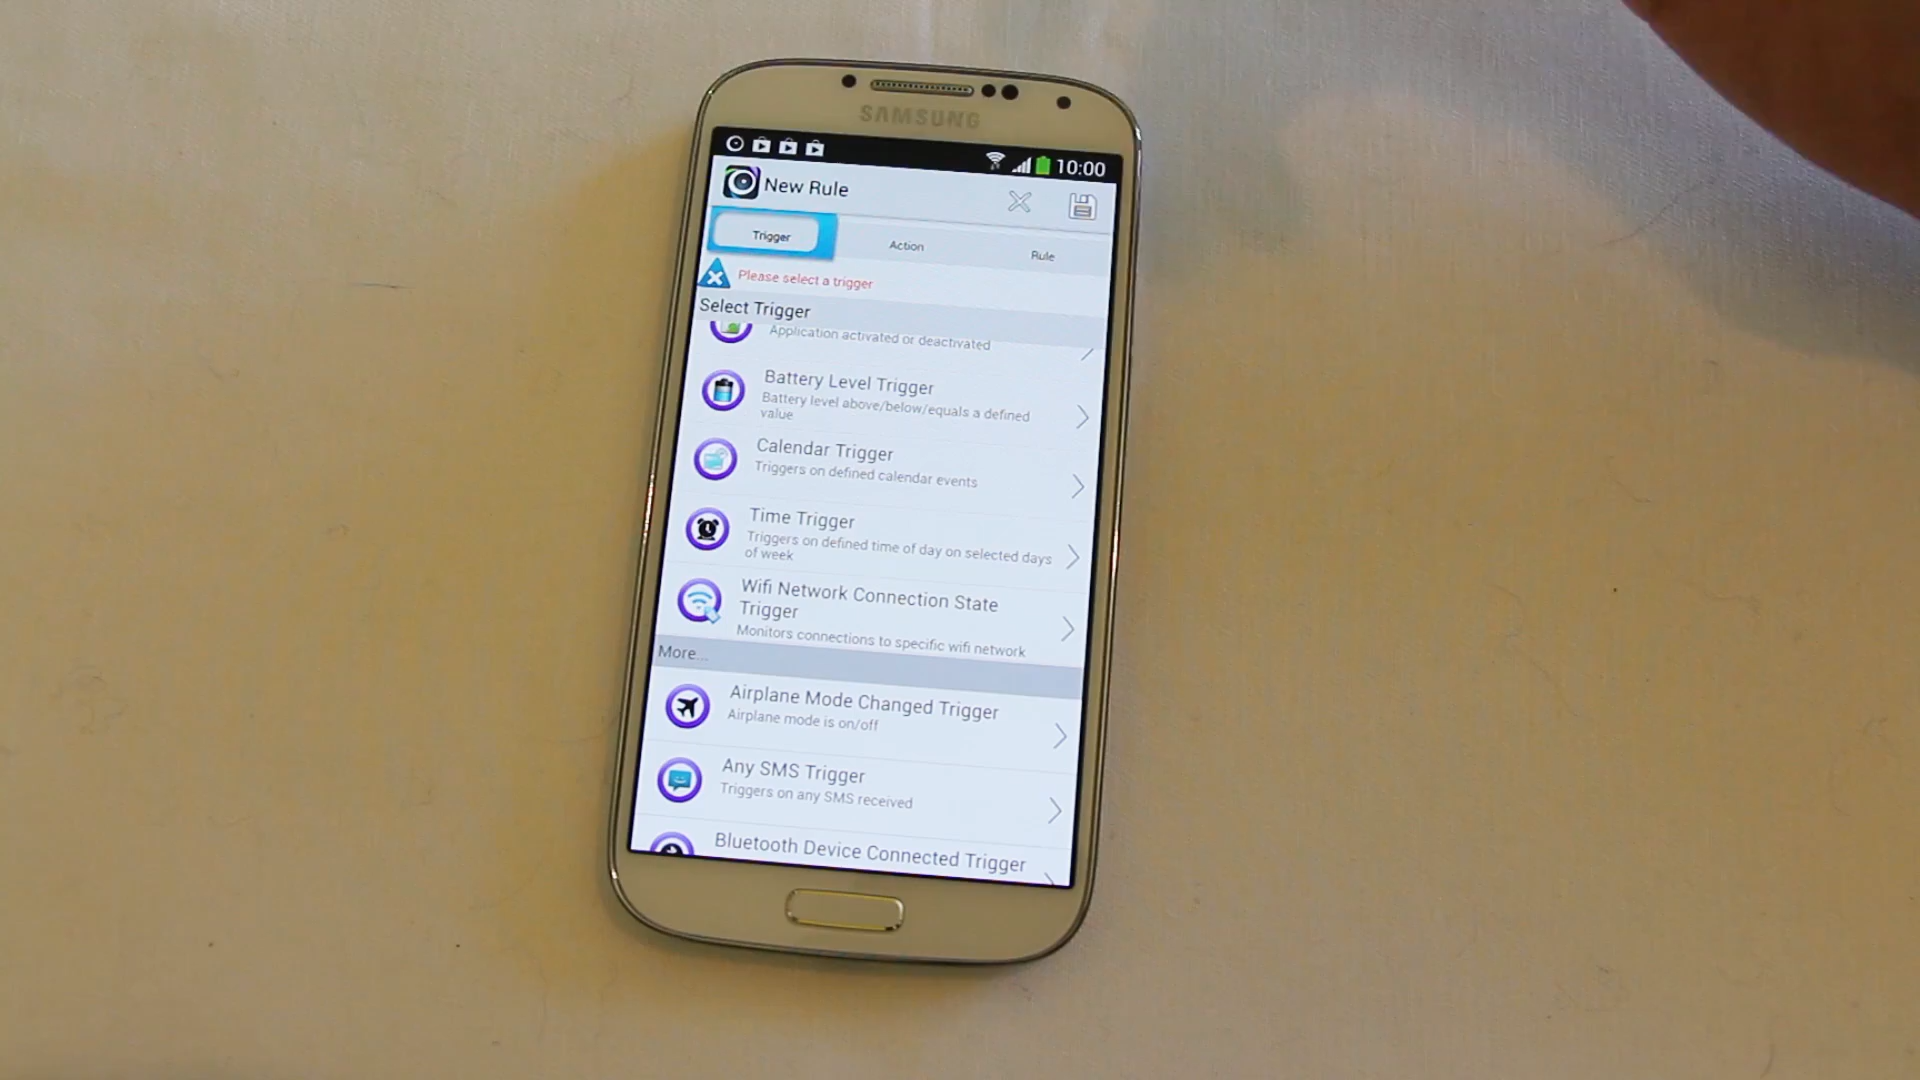 SAMSUNG
10:00
New Rule
Trigger
Action
Rule
Please select a trigger
Select Trigger
Application activated or deactivated
Battery Level Trigger
Battery level above/below/equals a defined
value
Calendar Trigger
Triggers on defined calendar events
Time Trigger
Triggers on defined time of day on selected days
of week
Wifi Network Connection State
Trigger
Monitors connections to specific wifi network
More...
Airplane Mode Changed Trigger
Airplane mode is on/off
Any SMS Trigger
Triggers on any SMS received
Bluetooth Device Connected Trigger